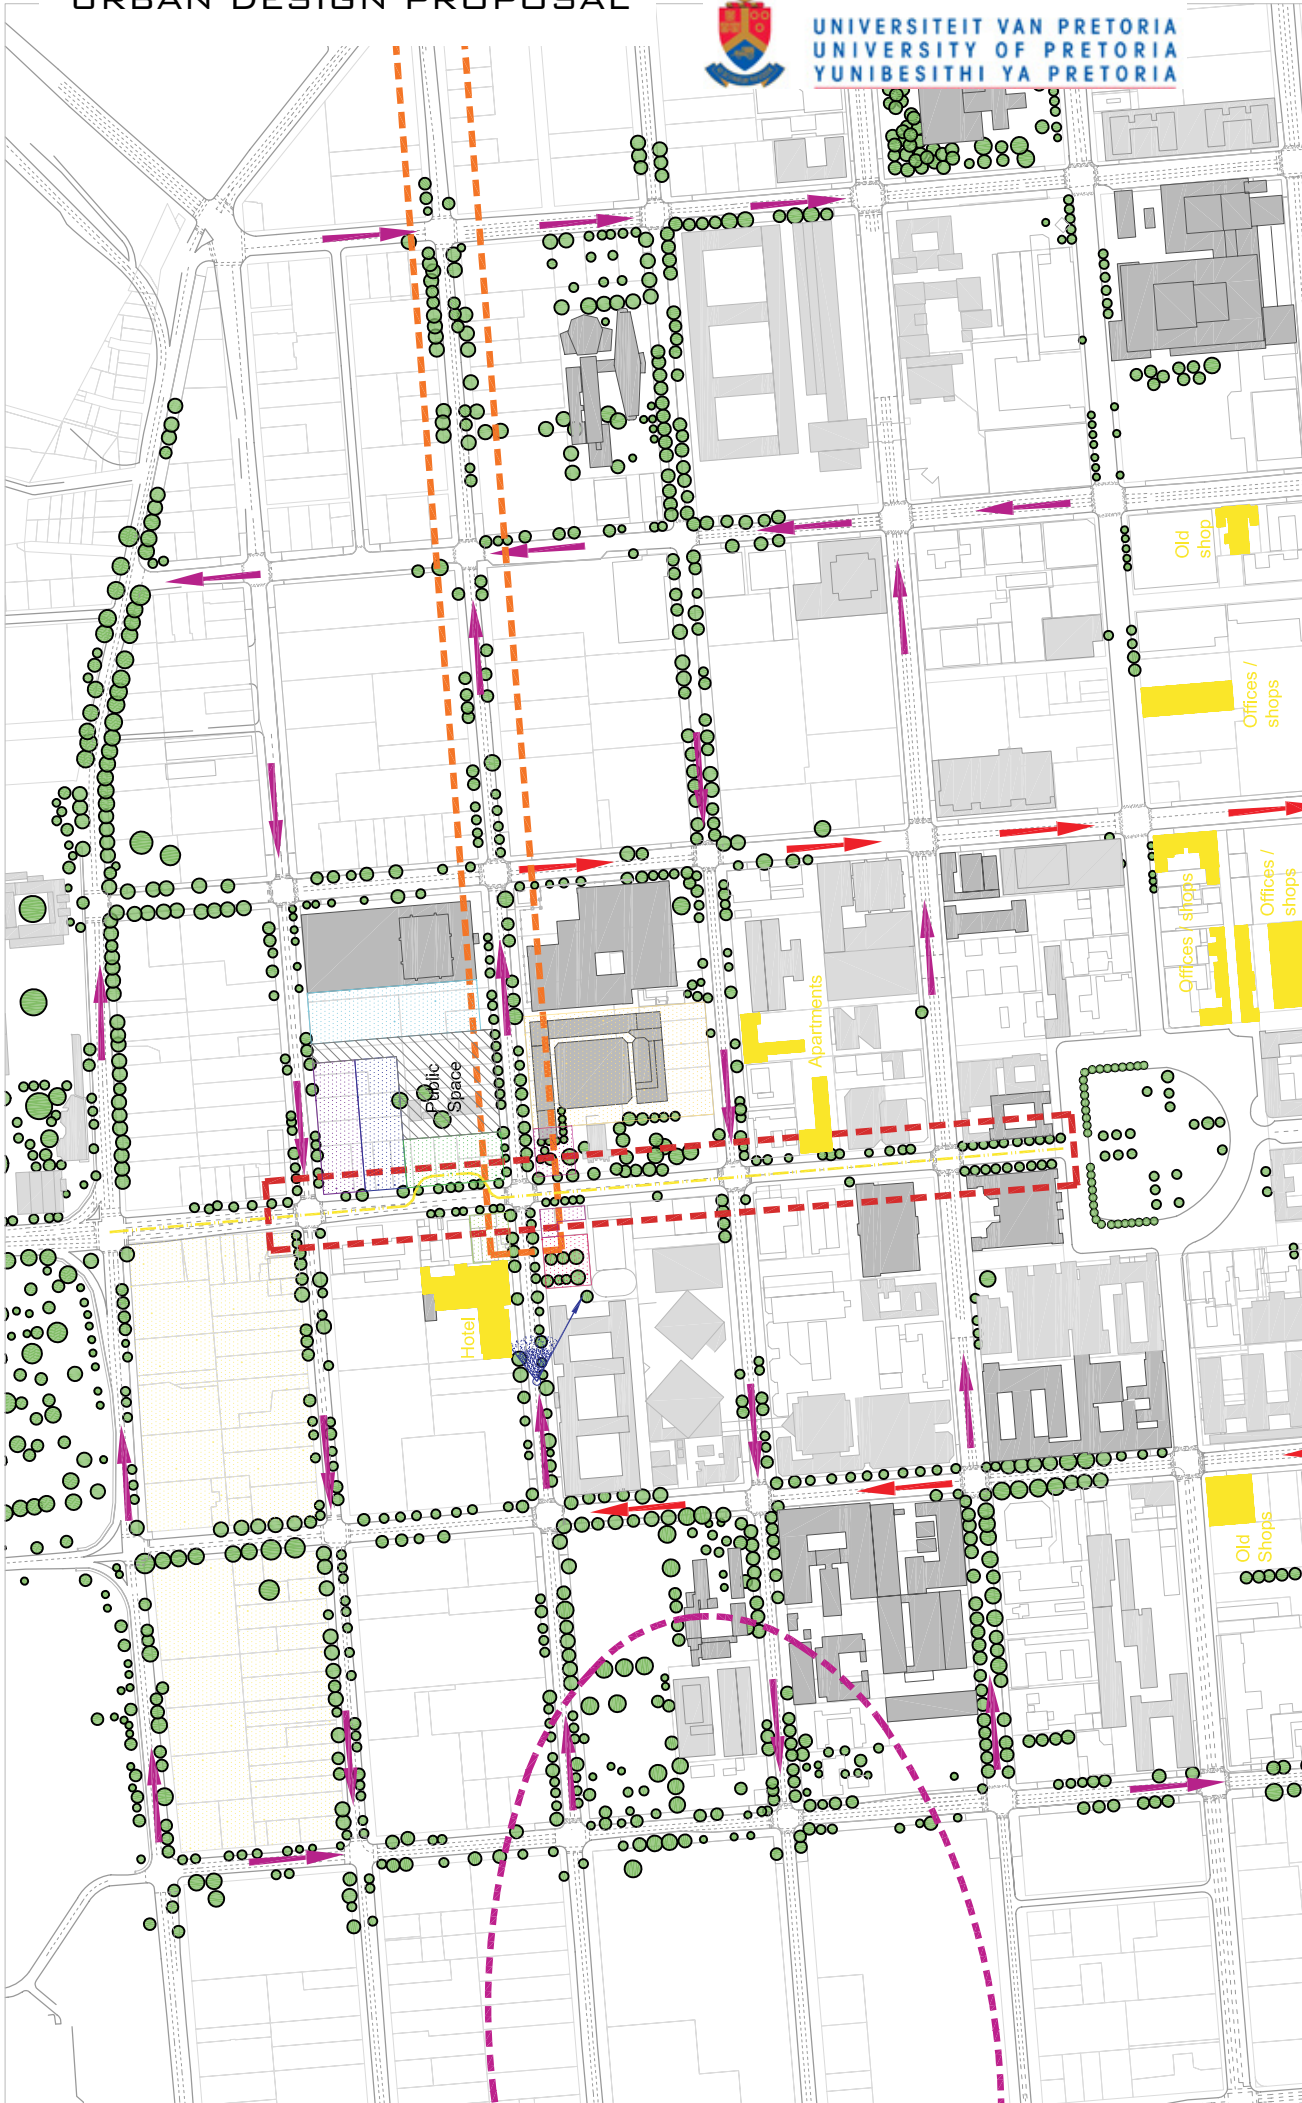 URBAN DESIGN PROPOSAL
UNIVERSITEIT VAN PRETORIA
UNIVERSITY OF PRETORIA
YUNIBESITHI YA PRETORIA
Old
shop
Offices /
shops
Offices / shops
Offices /
shops
Apartments
Public
Space
Hotel
Old
Shops